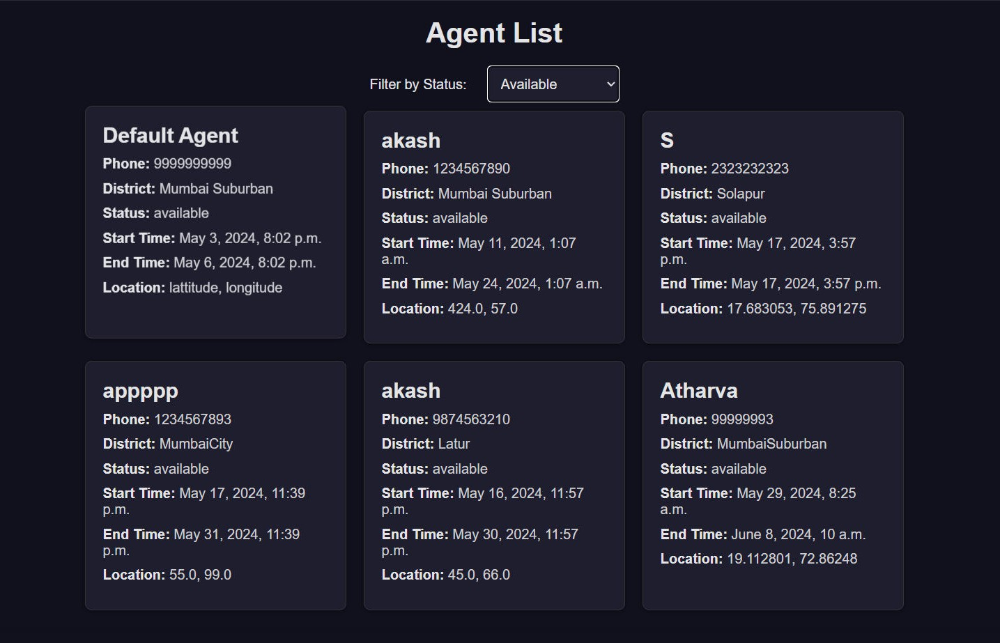 Agent List
Filter by Status:
Available
Default Agent
Phone: 9999999999
District: Mumbai Suburban
Status: available
Start Time: May 3, 2024, 8:02 p.m.
End Time: May 6, 2024, 8:02 p.m.
Location: lattitude, longitude
akash
Phone: 1234567890
District: Mumbai Suburban
Status: available
Start Time: May 11, 2024, 1:07
a.m.
End Time: May 24, 2024, 1:07 a.m.
Location: 424.0, 57.0
S
Phone: 2323232323
District: Solapur
Status: available
Start Time: May 17, 2024, 3:57
p.m.
End Time: May 17, 2024, 3:57 p.m.
Location: 17.683053, 75.891275
appppp
Phone: 1234567893
District: MumbaiCity
Status: available
Start Time: May 17, 2024, 11:39
p.m.
End Time: May 31, 2024, 11:39
p.m.
Location: 55.0, 99.0
akash
Phone: 9874563210
District: Latur
Status: available
Start Time: May 16, 2024, 11:57
p.m.
End Time: May 30, 2024, 11:57
p.m.
Location: 45.0, 66.0
Atharva
Phone: 99999993
District: MumbaiSuburban
Status: available
Start Time: May 29, 2024, 8:25
a.m.
End Time: June 8, 2024, 10 a.m.
Location: 19.112801, 72.86248